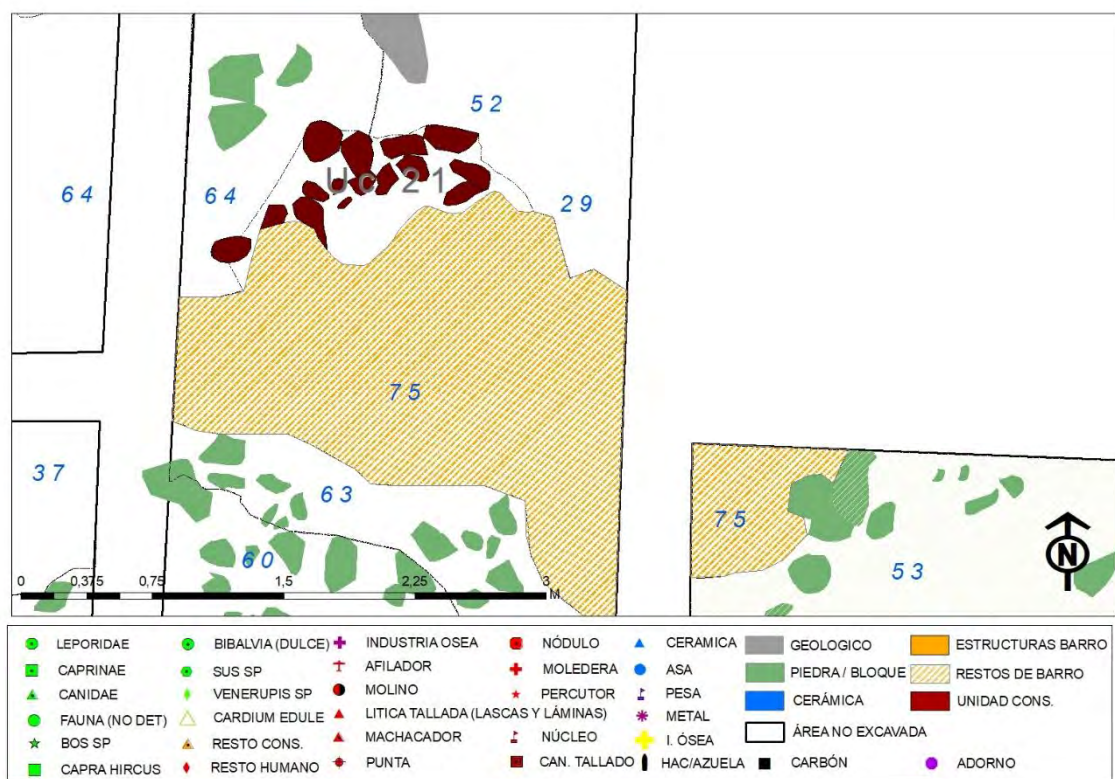 52
64
64
Uc 21
29
75
37
63
75
60
53
N
0 0,375 0,75 1,5 2,25 3
M
LEPORIDAE
CAPRINAE
CANIDAE
FAUNA (NO DET)
BOS SP
CAPRA HIRCUS
BIBALVIA (DULCE)
SUS SP
VENERUPIS SP
CARDIUM EDULE
RESTO CONS.
RESTO HUMANO
INDUSTRIA OSEA
AFILADOR
MOLINO
LITICA TALLADA (LASCAS Y LÁMINAS)
MACHACADOR
PUNTA
NÓDULO
MOLEDERA
PERCUTOR
NÚCLEO
CAN. TALLADO
CERAMICA
ASA
PESA
METAL
I. ÓSEA
HAC/AZUELA
GEOLOGICO
PIEDRA / BLOQUE
CERÁMICA
ÁREA NO EXCAVADA
CARBÓN
ESTRUCTURAS BARRO
RESTOS DE BARRO
UNIDAD CONS.
ADORNO